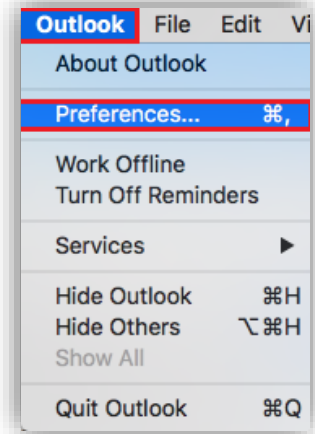 Outlook File Edit Vi
About Outlook
Preferences... ⌘,
Work Offline
Turn Off Reminders
Services ▶
Hide Outlook ⌘H
Hide Others ⌥⌘H
Show All
Quit Outlook ⌘Q